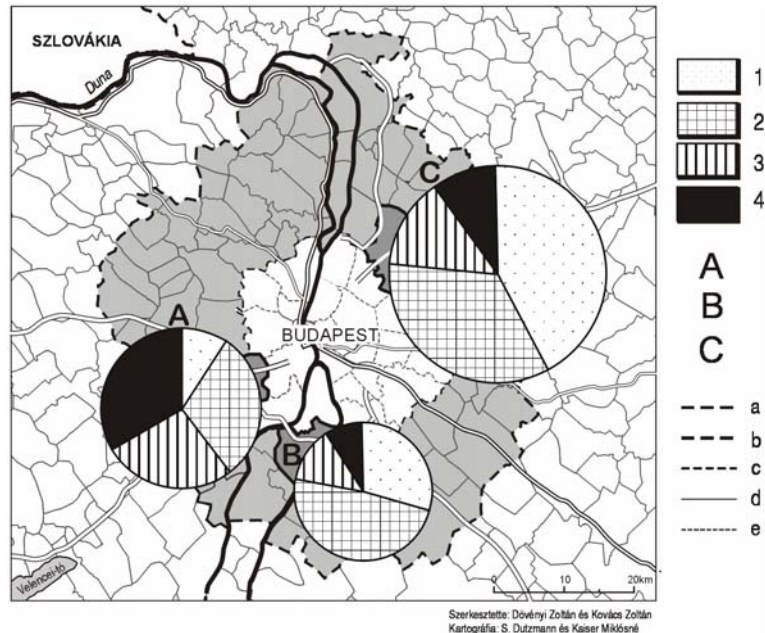 SZLOVÁKIA
Duna
C
A
BUDAPEST
B
Velencei-tó
0 10 20km
1
2
3
4
A
B
C
a
b
c
d
e
Szerkesztette: Dövényi Zoltán és Kovács Zoltán
Kartográfia: S. Dutzmann és Kaiser Miklósné